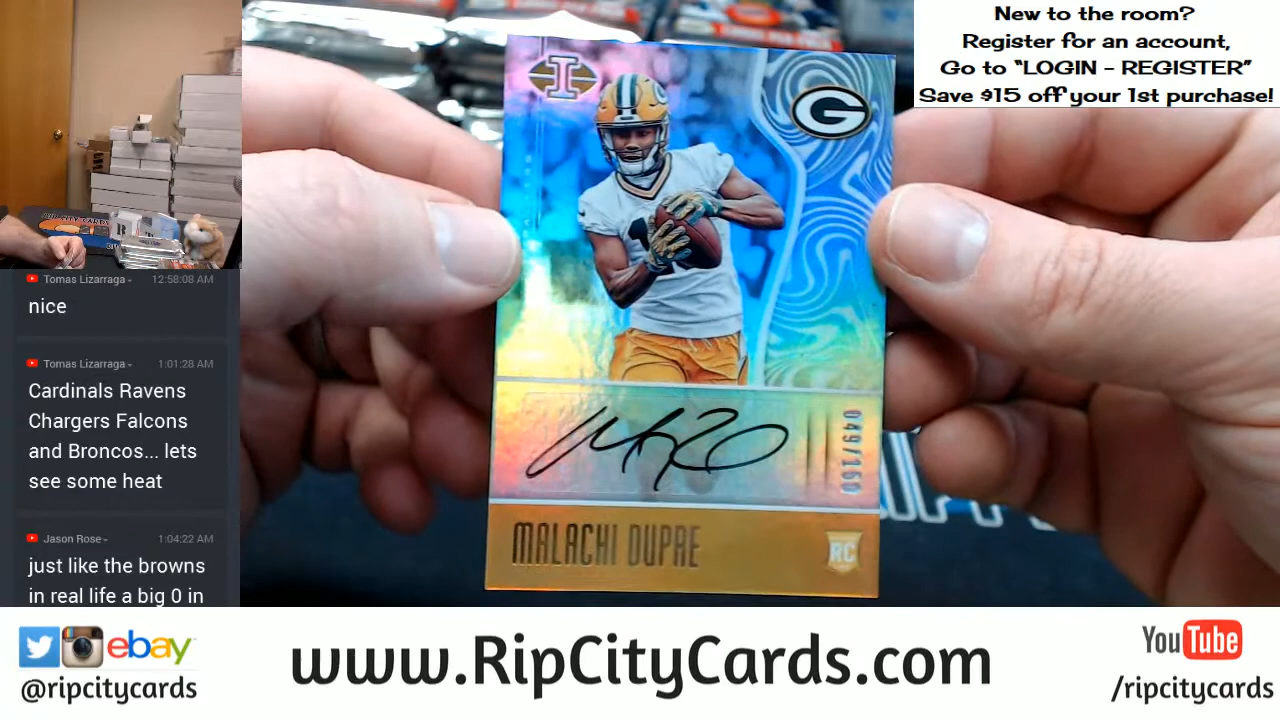 New to the room?
Register for an account,
Go to "LOGIN - REGISTER"
Save $15 off your 1st purchase!
Tomas Lizarraga
12:58:08 AM
nice
Tomas Lizarraga
1:01:28 AM
Cardinals Ravens
Chargers Falcons
and Broncos... lets
see some heat
Jason Rose
1:04:22 AM
just like the browns
in real life a big 0 in
I
G
049/160
MALACHI DUPRE
RC
ebay
@ripcitycards
www.RipCityCards.com
YouTube
/ripcitycards